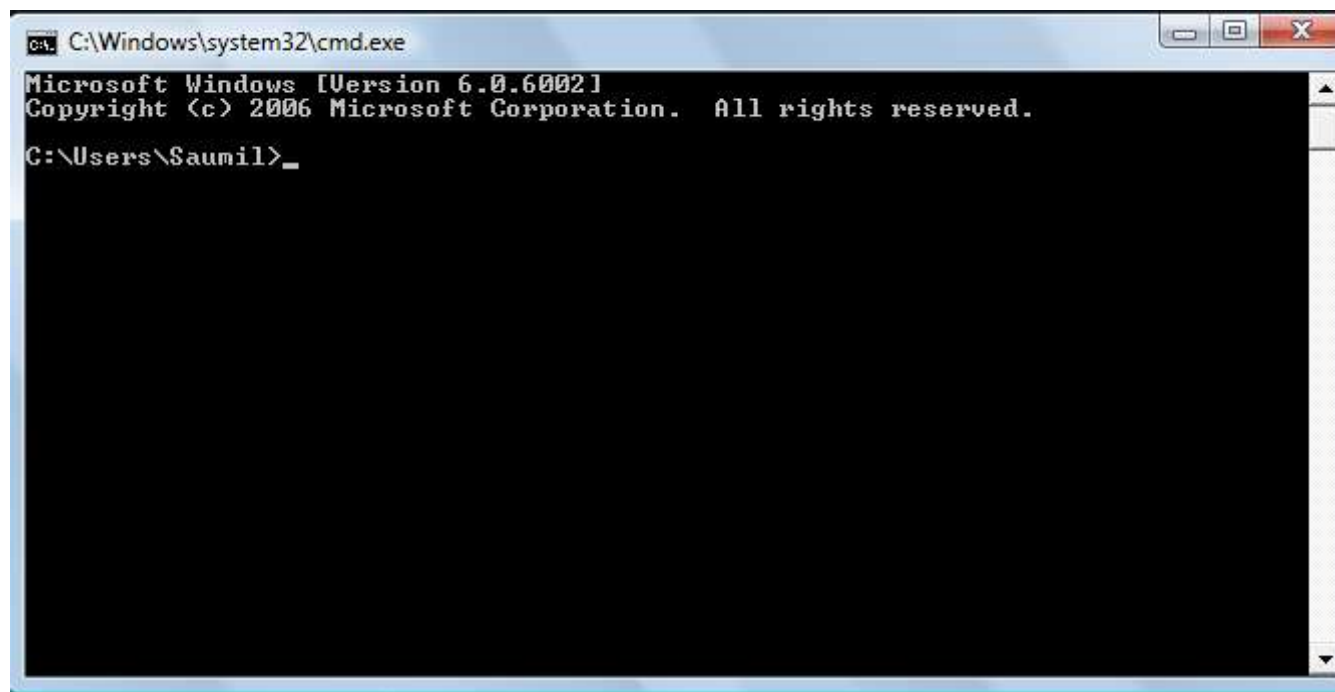 C:\Windows\system32\cmd.exe
Microsoft Windows [Version 6.0.6002]
Copyright (c) 2006 Microsoft Corporation.  All rights reserved.
C:\Users\Saumil>_